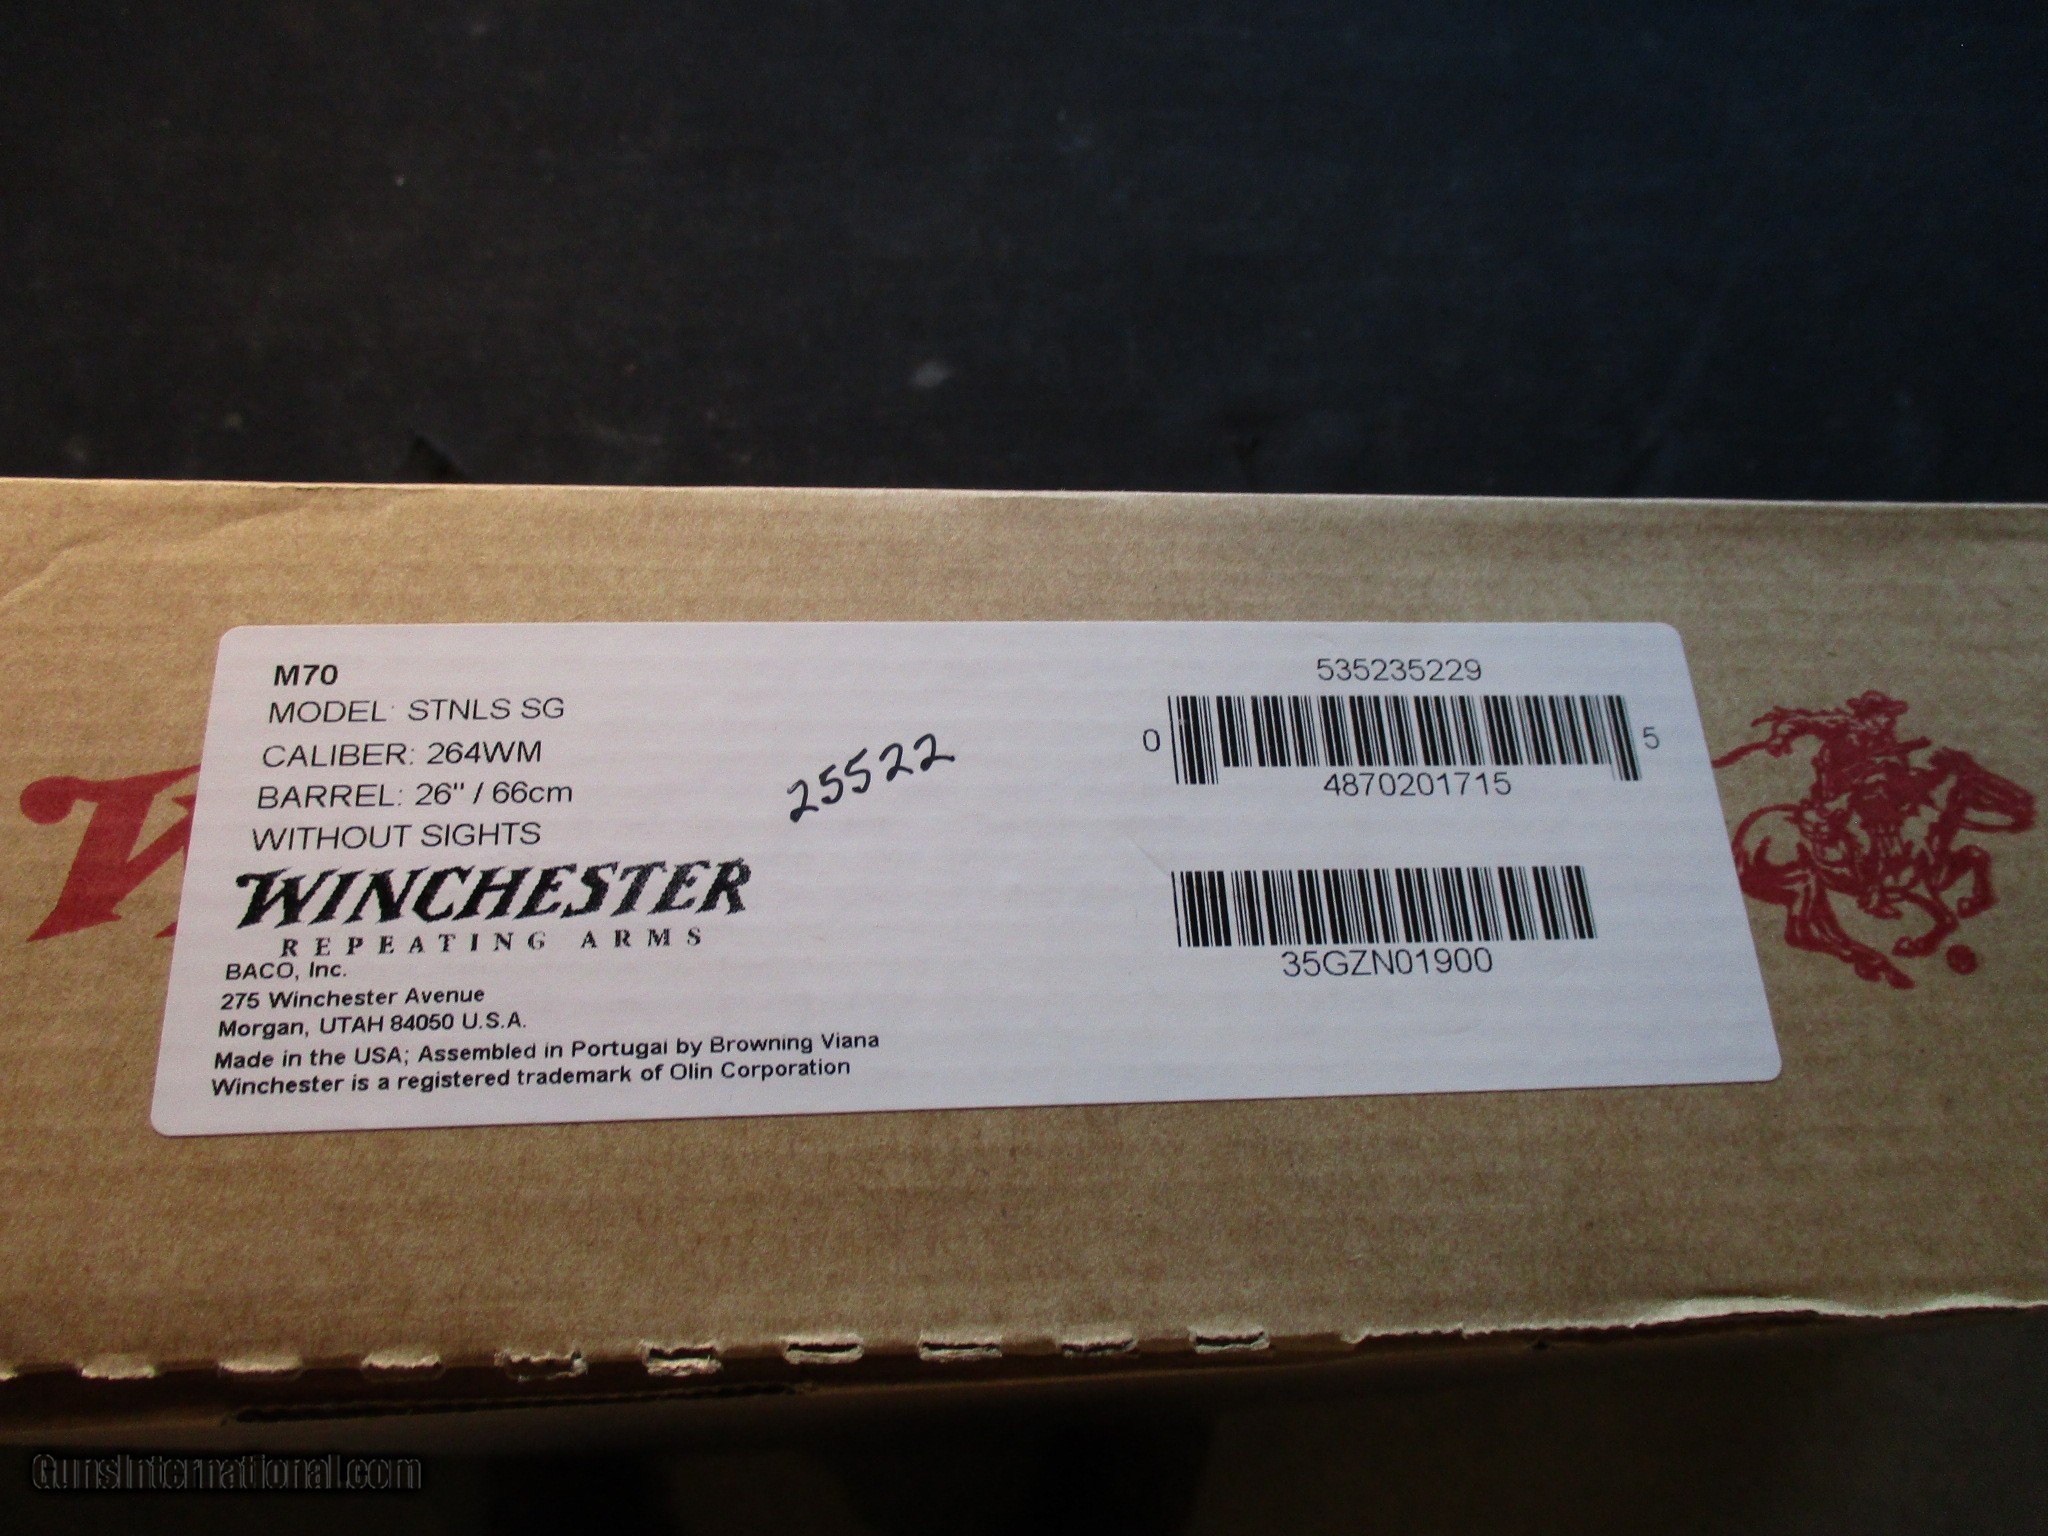 M70
MODEL: STNLS SG
CALIBER: 264WM
BARREL: 26" / 66cm
WITHOUT SIGHTS
WINCHESTER
REPEATING ARMS
BACO, Inc.
275 Winchester Avenue
Morgan, UTAH 84050 U.S.A.
Made in the USA; Assembled in Portugal by Browning Viana
Winchester is a registered trademark of Olin Corporation
25522
535235229
0 4870201715 5
35GZN01900
W
GunsInternational.com